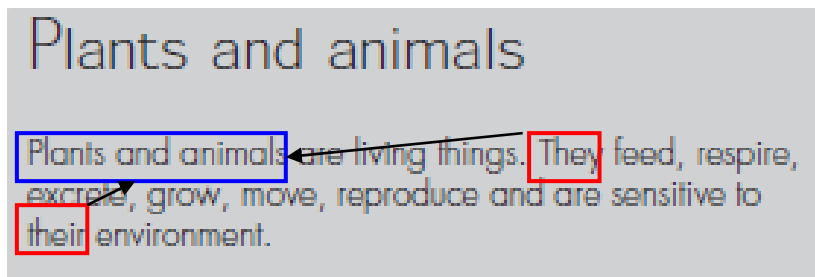 Plants and animals
Plants and animals are living things. They feed, respire,
excrete, grow, move, reproduce and are sensitive to
their environment.